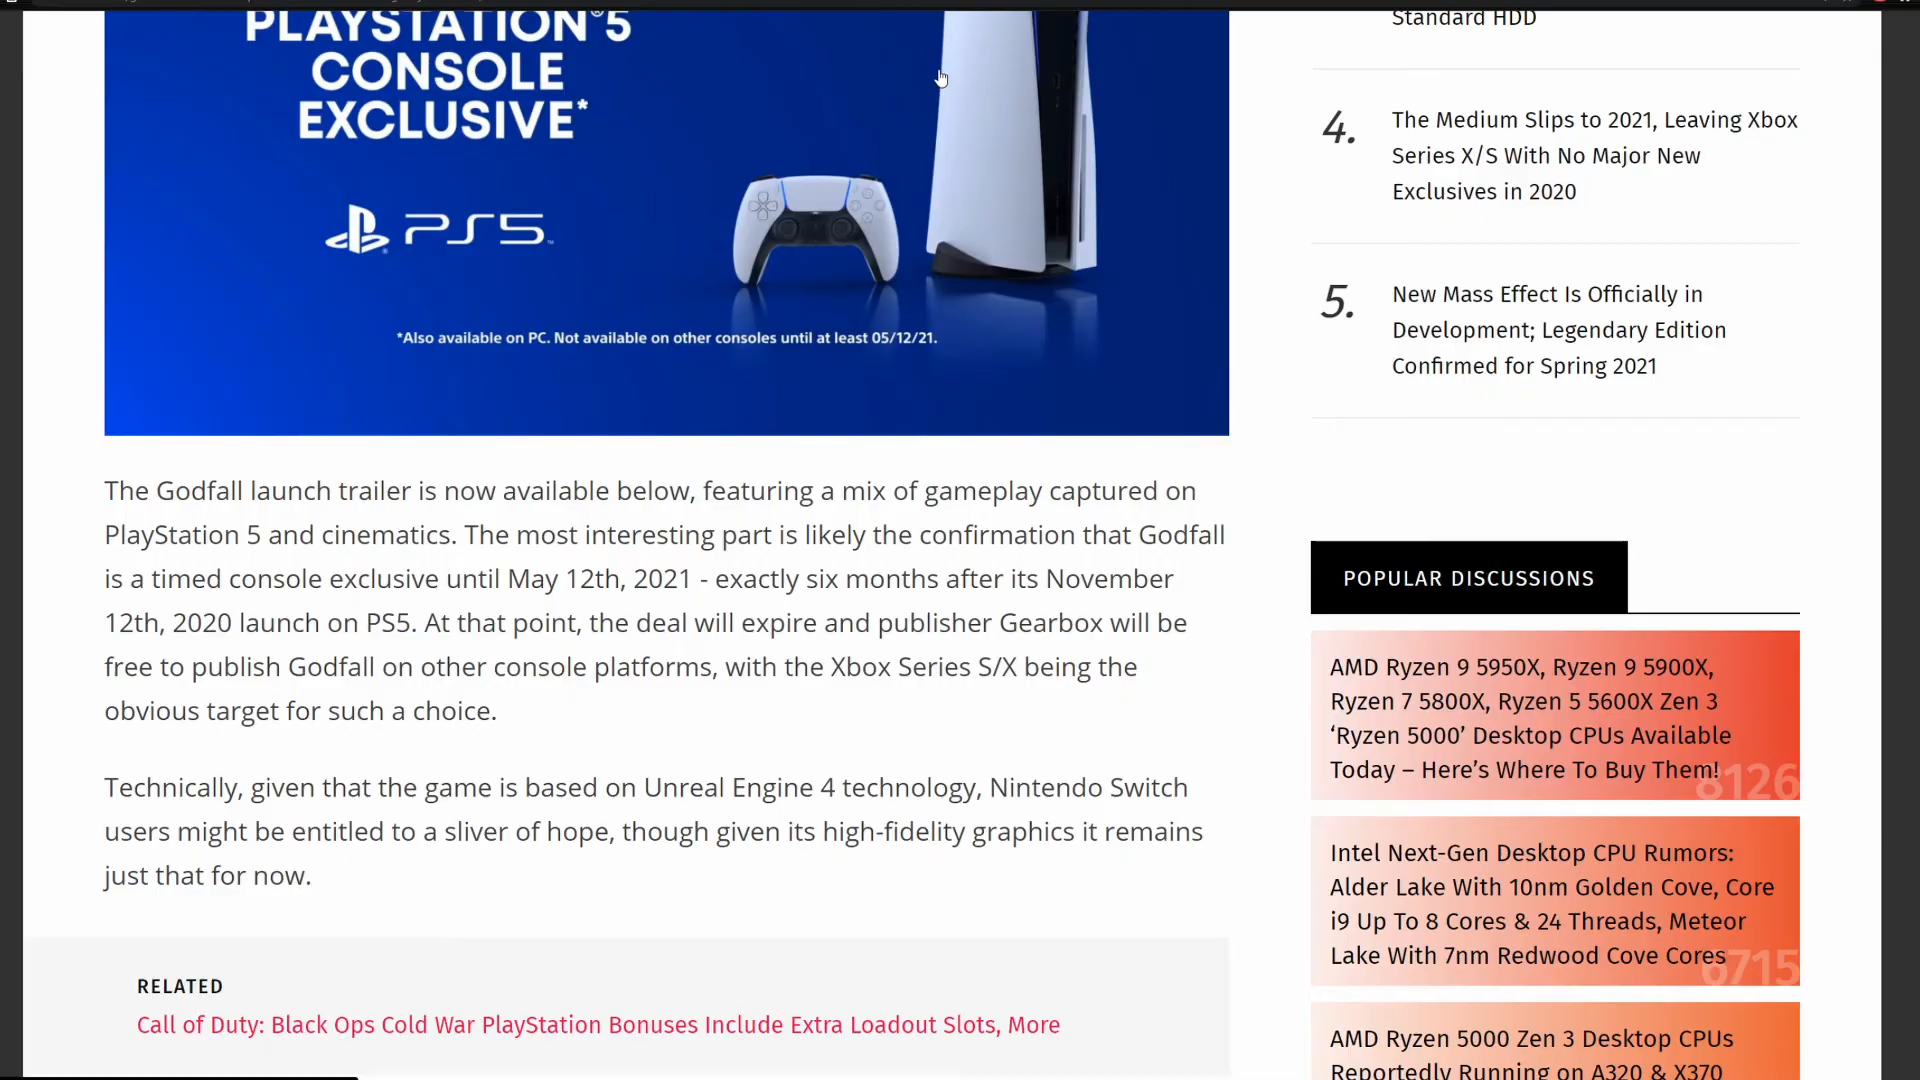 PLAYSTATION®5
CONSOLE
EXCLUSIVE*
PS5™
*Also available on PC. Not available on other consoles until at least 05/12/21.
The Godfall launch trailer is now available below, featuring a mix of gameplay captured on
PlayStation 5 and cinematics. The most interesting part is likely the confirmation that Godfall
is a timed console exclusive until May 12th, 2021 - exactly six months after its November
12th, 2020 launch on PS5. At that point, the deal will expire and publisher Gearbox will be
free to publish Godfall on other console platforms, with the Xbox Series S/X being the
obvious target for such a choice.
Technically, given that the game is based on Unreal Engine 4 technology, Nintendo Switch
users might be entitled to a sliver of hope, though given its high-fidelity graphics it remains
just that for now.
RELATED
Call of Duty: Black Ops Cold War PlayStation Bonuses Include Extra Loadout Slots, More
Standard HDD
4.
The Medium Slips to 2021, Leaving Xbox
Series X/S With No Major New
Exclusives in 2020
5.
New Mass Effect Is Officially in
Development; Legendary Edition
Confirmed for Spring 2021
POPULAR DISCUSSIONS
AMD Ryzen 9 5950X, Ryzen 9 5900X,
Ryzen 7 5800X, Ryzen 5 5600X Zen 3
‘Ryzen 5000’ Desktop CPUs Available
Today – Here’s Where To Buy Them!
8126
Intel Next-Gen Desktop CPU Rumors:
Alder Lake With 10nm Golden Cove, Core
i9 Up To 8 Cores & 24 Threads, Meteor
Lake With 7nm Redwood Cove Cores
6715
AMD Ryzen 5000 Zen 3 Desktop CPUs
Reportedly Running on A320 & X370